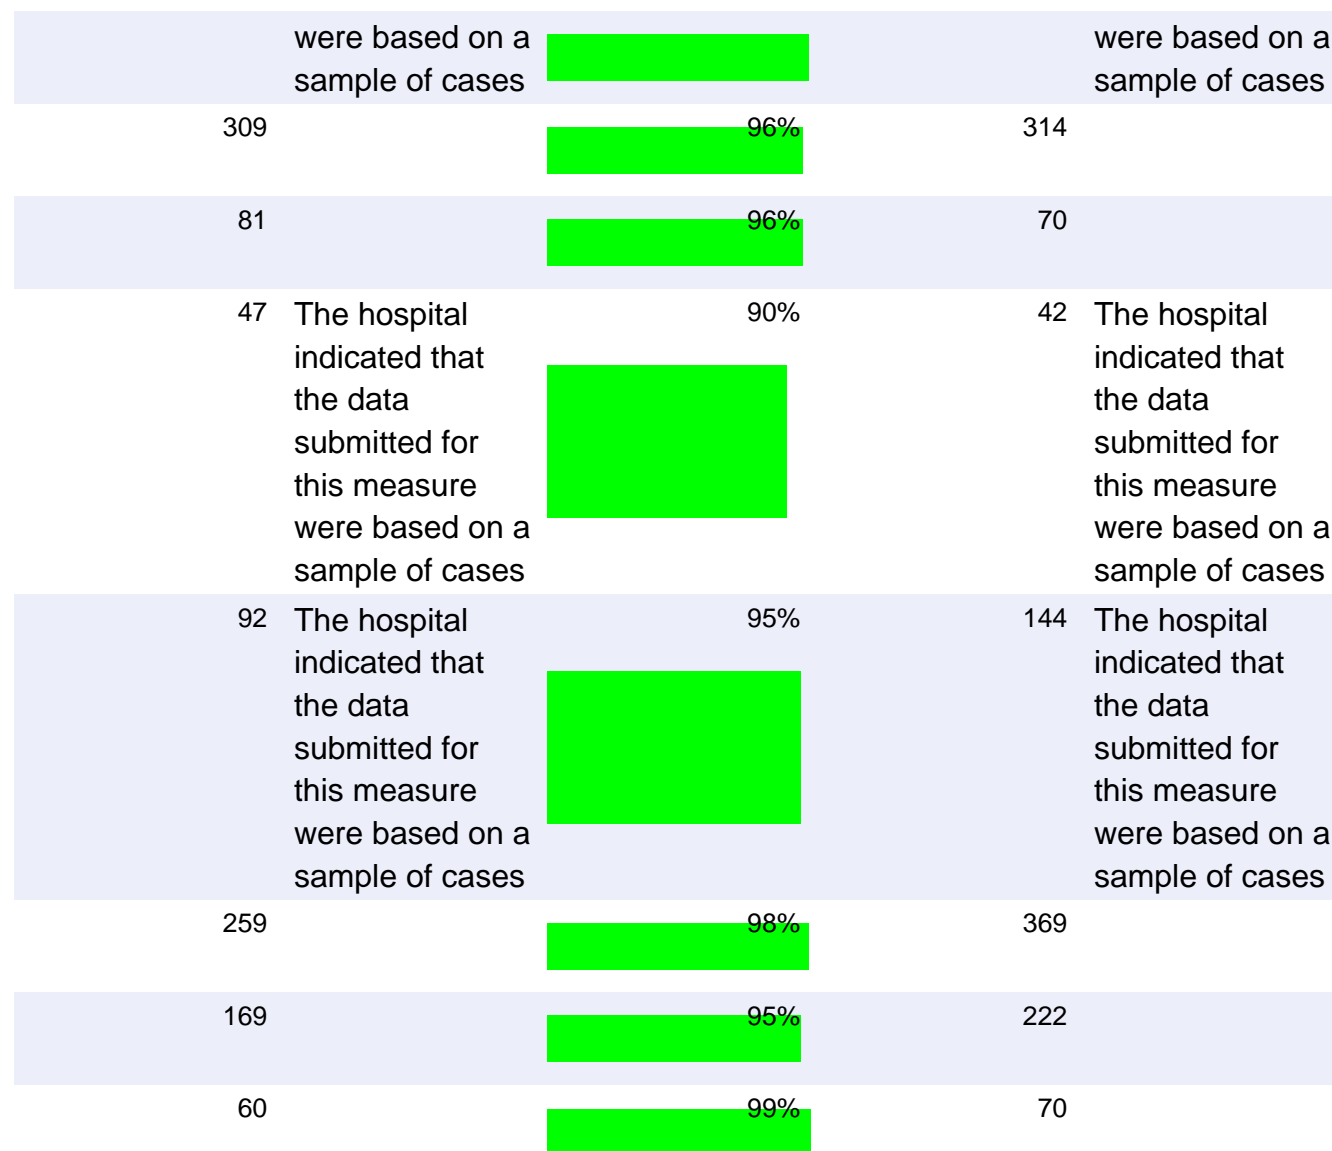 were based on a were based on a
sample of cases sample of cases
309 96% 314
81 96% 70
47 The hospital 90% 42 The hospital
indicated that indicated that
the data the data
submitted for submitted for
this measure this measure
were based on a were based on a
sample of cases sample of cases
92 The hospital 95% 144 The hospital
indicated that indicated that
the data the data
submitted for submitted for
this measure this measure
were based on a were based on a
sample of cases sample of cases
259 98% 369
169 95% 222
60 99% 70